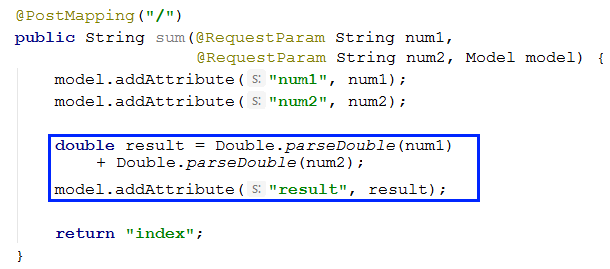 @PostMapping("/")
public String sum(@RequestParam String num1,
@RequestParam String num2, Model model) {
model.addAttribute( s: "num1", num1);
model.addAttribute( s: "num2", num2);
double result = Double.parseDouble(num1)
+ Double.parseDouble(num2);
model.addAttribute( s: "result", result);
return "index";
}